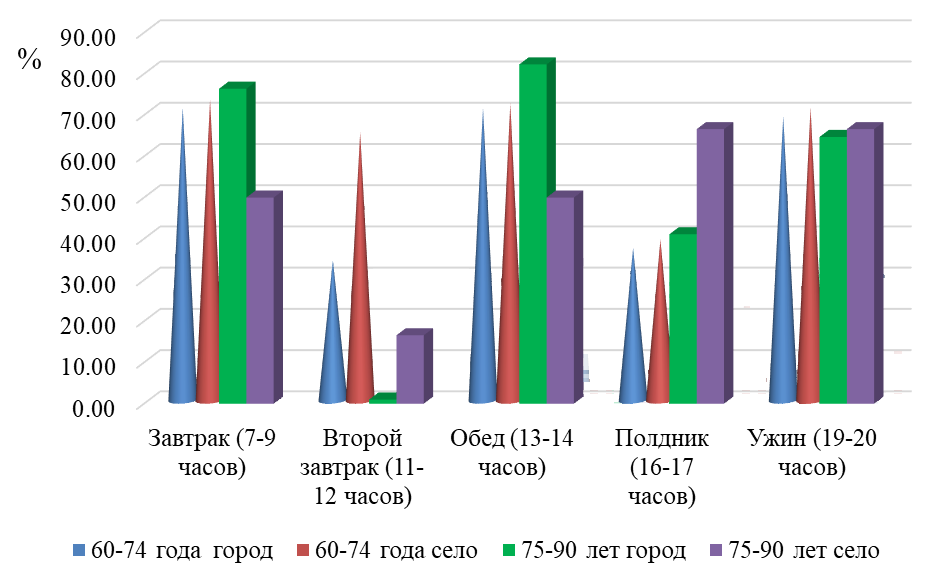 %
90.00
80.00
70.00
60.00
50.00
40.00
30.00
20.00
10.00
0.00
Завтрак (7-9
часов)
Второй
завтрак (11-
12 часов)
Обед (13-14
часов)
Полдник
(16-17
часов)
Ужин (19-20
часов)
60-74 года город
60-74 года село
75-90 лет город
75-90 лет село